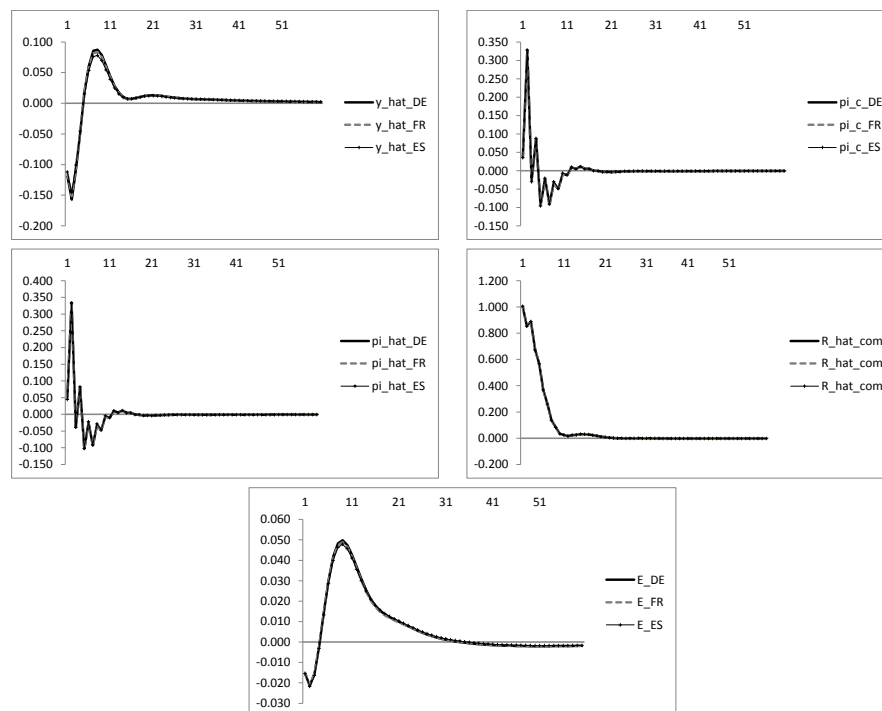 1 11 21 31 41 51
0.100
0.050
0.000
-0.050
-0.100
-0.150
-0.200
y_hat_DE
y_hat_FR
y_hat_ES
1 11 21 31 41 51
0.350
0.300
0.250
0.200
0.150
0.100
0.050
0.000
-0.050
-0.100
-0.150
pi_c_DE
pi_c_FR
pi_c_ES
1 11 21 31 41 51
0.400
0.350
0.300
0.250
0.200
0.150
0.100
0.050
0.000
-0.050
-0.100
-0.150
pi_hat_DE
pi_hat_FR
pi_hat_ES
1 11 21 31 41 51
1.200
1.000
0.800
0.600
0.400
0.200
0.000
-0.200
R_hat_com
R_hat_com
R_hat_com
1 11 21 31 41 51
0.060
0.050
0.040
0.030
0.020
0.010
0.000
-0.010
-0.020
-0.030
E_DE
E_FR
E_ES